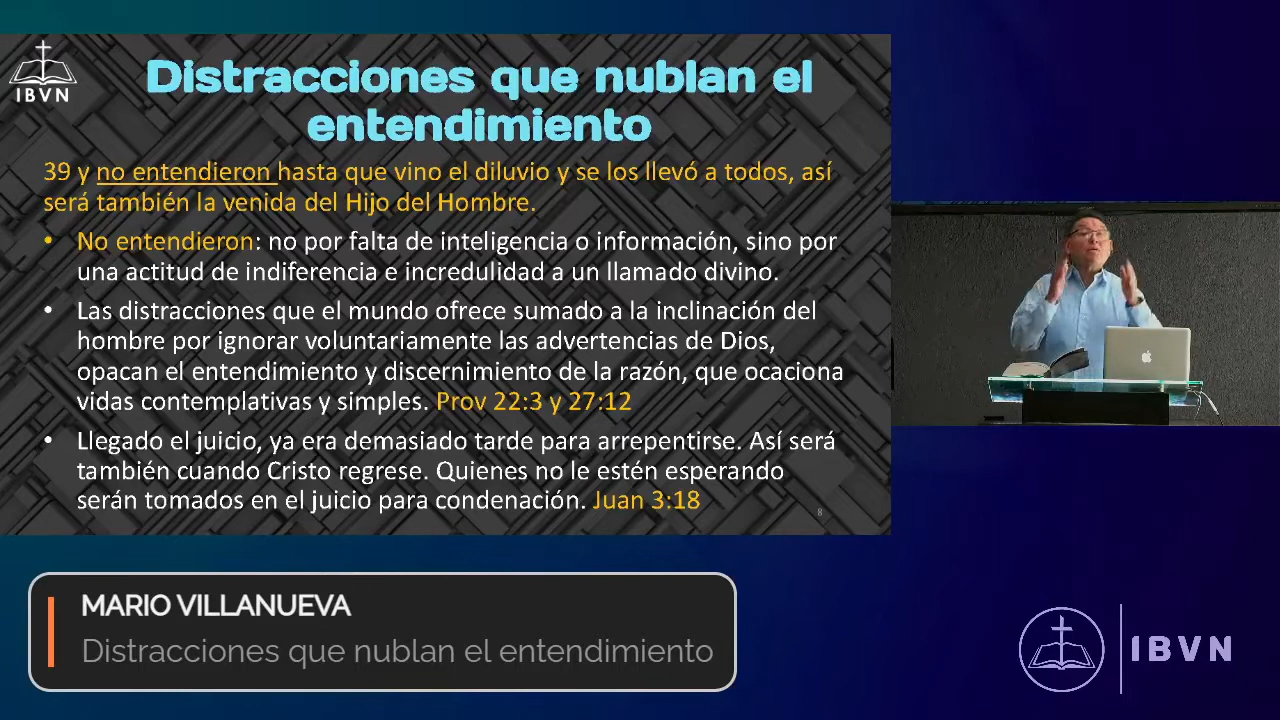 IBVN
Distracciones que nublan el
entendimiento
39 y no entendieron hasta que vino el diluvio y se los llevó a todos, así
será también la venida del Hijo del Hombre.
• No entendieron: no por falta de inteligencia o información, sino por
una actitud de indiferencia e incredulidad a un llamado divino.
• Las distracciones que el mundo ofrece sumado a la inclinación del
hombre por ignorar voluntariamente las advertencias de Dios,
opacan el entendimiento y discernimiento de la razón, que ocaciona
vidas contemplativas y simples. Prov 22:3 y 27:12
• Llegado el juicio, ya era demasiado tarde para arrepentirse. Así será
también cuando Cristo regrese. Quienes no le estén esperando
serán tomados en el juicio para condenación. Juan 3:18
8
MARIO VILLANUEVA
Distracciones que nublan el entendimiento
IBVN